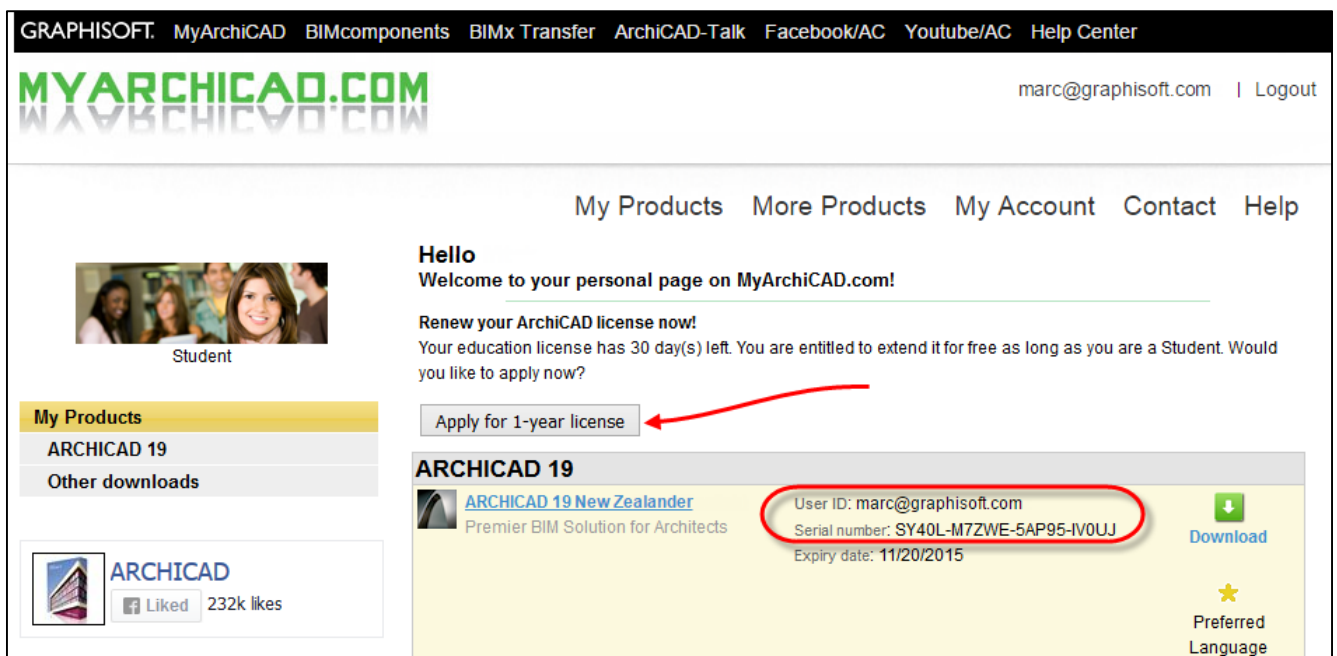 GRAPHISOFT. MyArchiCAD BIMcomponents BIMx Transfer ArchiCAD-Talk Facebook/AC Youtube/AC Help Center
MYARCHICAD.COM
marc@graphisoft.com | Logout
My Products More Products My Account Contact Help
Student
My Products
ARCHICAD 19
Other downloads
ARCHICAD
Liked 232k likes
Hello
Welcome to your personal page on MyArchiCAD.com!
Renew your ArchiCAD license now!
Your education license has 30 day(s) left. You are entitled to extend it for free as long as you are a Student. Would
you like to apply now?
Apply for 1-year license
ARCHICAD 19
ARCHICAD 19 New Zealander
Premier BIM Solution for Architects
User ID: marc@graphisoft.com
Serial number: SY40L-M7ZWE-5AP95-IV0UJ
Expiry date: 11/20/2015
Download
Preferred
Language